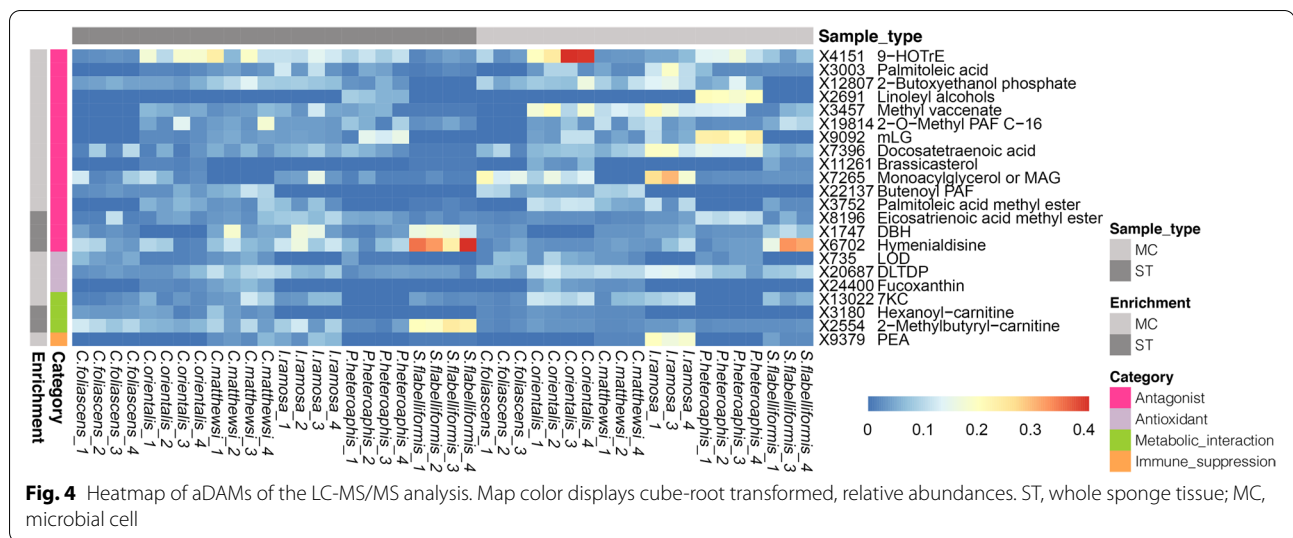 Sample_type
X4151 9−HOTrE
X3003 Palmitoleic acid
X12807 2−Butoxyethanol phosphate
X2691 Linoleyl alcohols
X3457 Methyl vaccenate
X19814 2−O−Methyl PAF C−16
X9092 mLG
X7396 Docosatetraenoic acid
X11261 Brassicasterol
X7265 Monoacylglycerol or MAG
X22137 Butenoyl PAF
X3752 Palmitoleic acid methyl ester
X8196 Eicosatrienoic acid methyl ester
X1747 DBH
X6702 Hymenialdisine
X735 LOD
X20687 DLTDP
X24400 Fucoxanthin
X13022 7KC
X3180 Hexanoyl−carnitine
X2554 2−Methylbutyryl−carnitine
X9379 PEA
Enrichment
Category
C.foliascens_1
C.foliascens_2
C.foliascens_3
C.foliascens_4
C.orientalis_1
C.orientalis_2
C.orientalis_3
C.orientalis_4
C.matthewsi_1
C.matthewsi_2
C.matthewsi_3
C.matthewsi_4
I.ramosa_1
I.ramosa_2
I.ramosa_3
I.ramosa_4
P.heteroaphis_1
P.heteroaphis_2
P.heteroaphis_3
P.heteroaphis_4
S.flabelliformis_1
S.flabelliformis_2
S.flabelliformis_3
S.flabelliformis_4
C.foliascens_1
C.foliascens_2
C.foliascens_3
C.orientalis_1
C.orientalis_2
C.orientalis_3
C.orientalis_4
C.matthewsi_1
C.matthewsi_2
C.matthewsi_4
I.ramosa_1
I.ramosa_3
I.ramosa_4
P.heteroaphis_1
P.heteroaphis_2
P.heteroaphis_3
P.heteroaphis_4
S.flabelliformis_1
S.flabelliformis_3
S.flabelliformis_4
0 0.1 0.2 0.3 0.4
Sample_type
MC
ST
Enrichment
MC
ST
Category
Antagonist
Antioxidant
Metabolic_interaction
Immune_suppression
Fig. 4 Heatmap of aDAMs of the LC-MS/MS analysis. Map color displays cube-root transformed, relative abundances. ST, whole sponge tissue; MC,
microbial cell